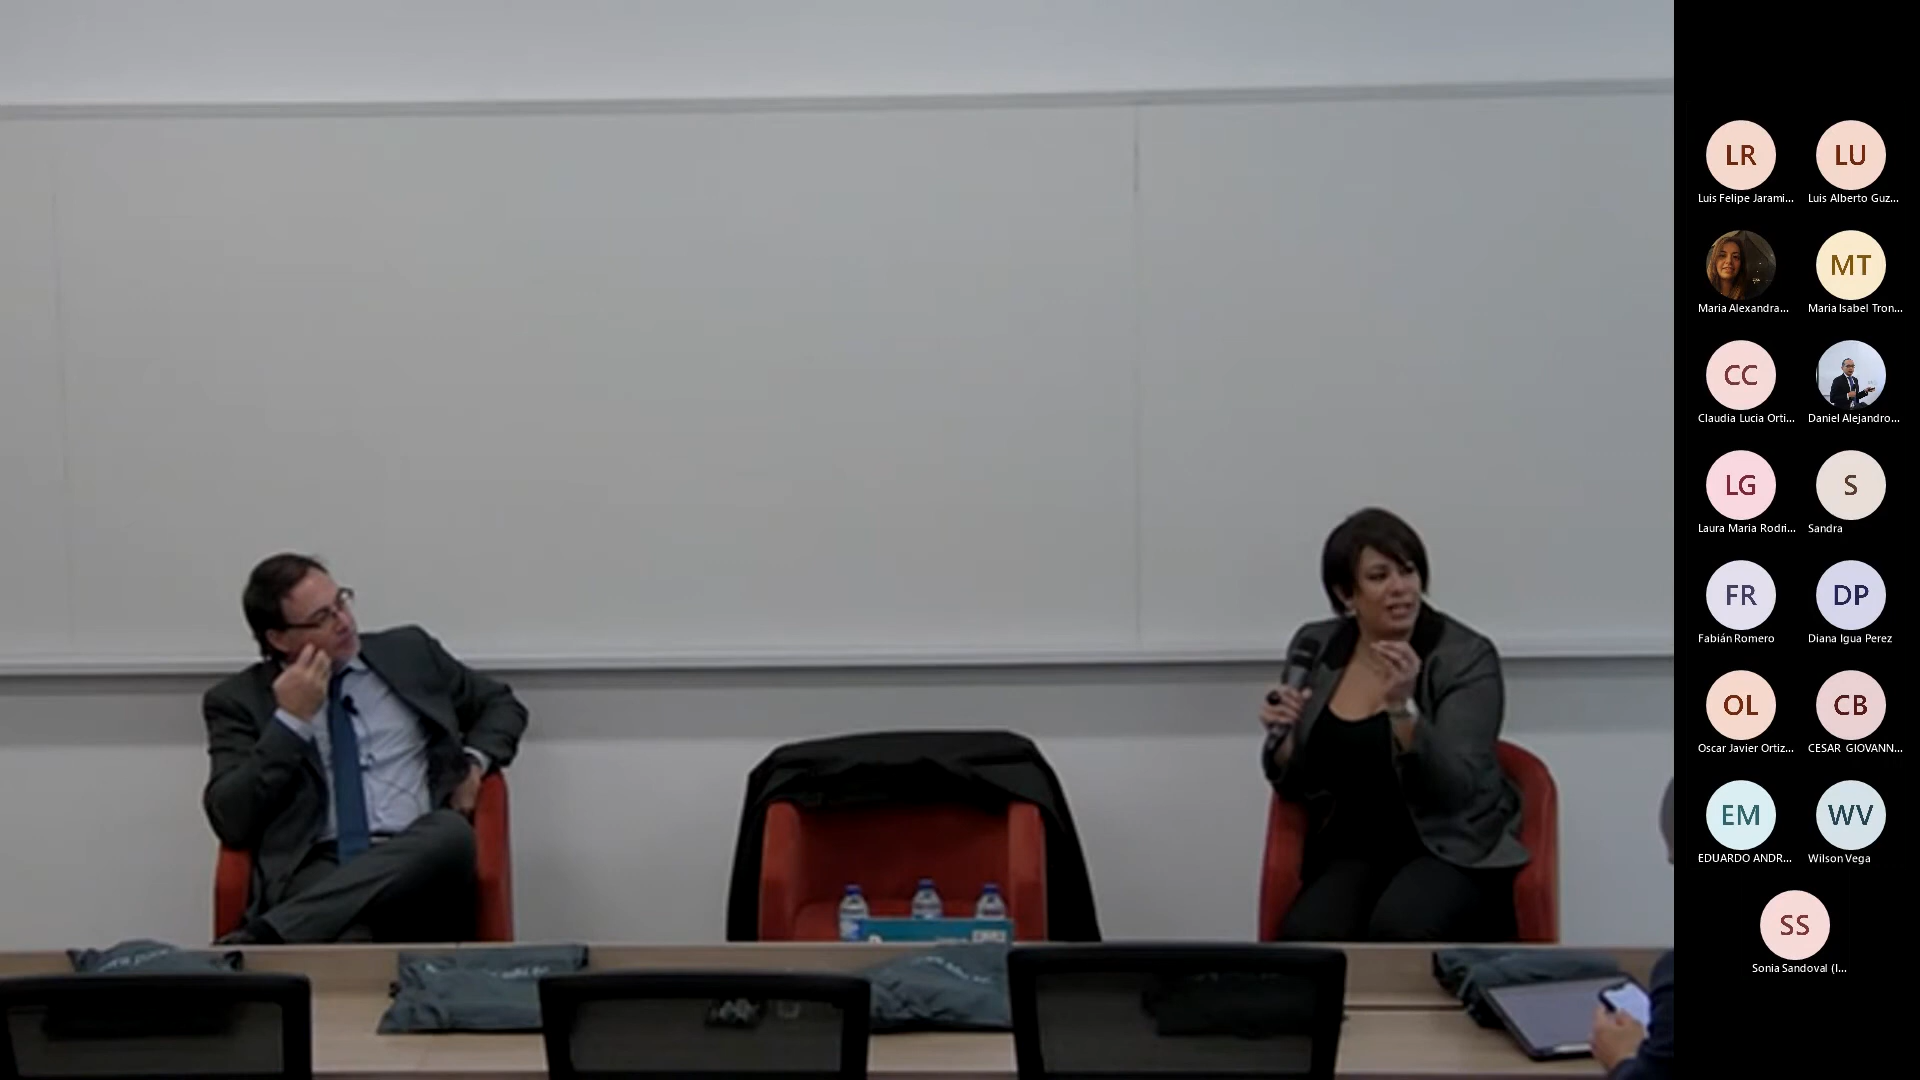 LR
LU
Luis Felipe Jarami...
Luis Alberto Guz...
MT
Maria Alexandra...
Maria Isabel Tron...
CC
Claudia Lucia Orti...
Daniel Alejandro...
LG
S
Laura Maria Rodri...
Sandra
FR
DP
Fabián Romero
Diana Igua Perez
OL
CB
Oscar Javier Ortiz...
CESAR GIOVANN...
EM
WV
EDUARDO ANDR...
Wilson Vega
SS
Sonia Sandoval (I...